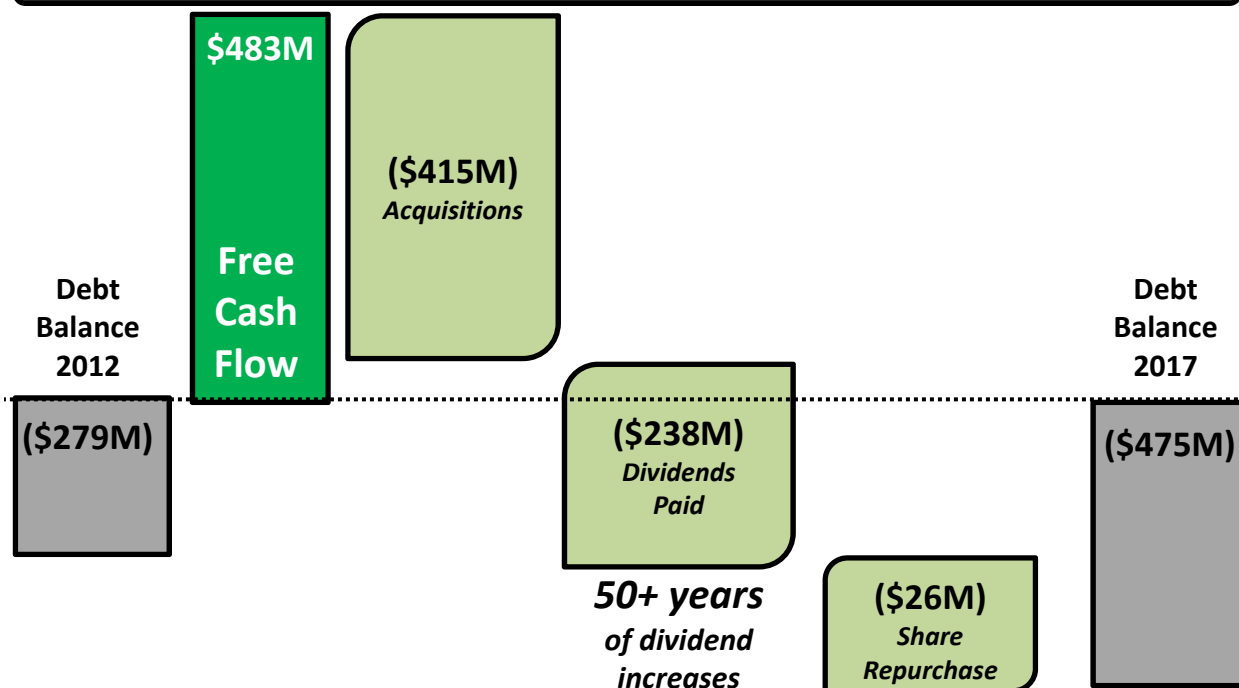 $483M
Free
Cash
Flow
($415M)
Acquisitions
Debt
Balance
2012
($279M)
($238M)
Dividends
Paid
50+ years
of dividend
increases
($26M)
Share
Repurchase
Debt
Balance
2017
($475M)